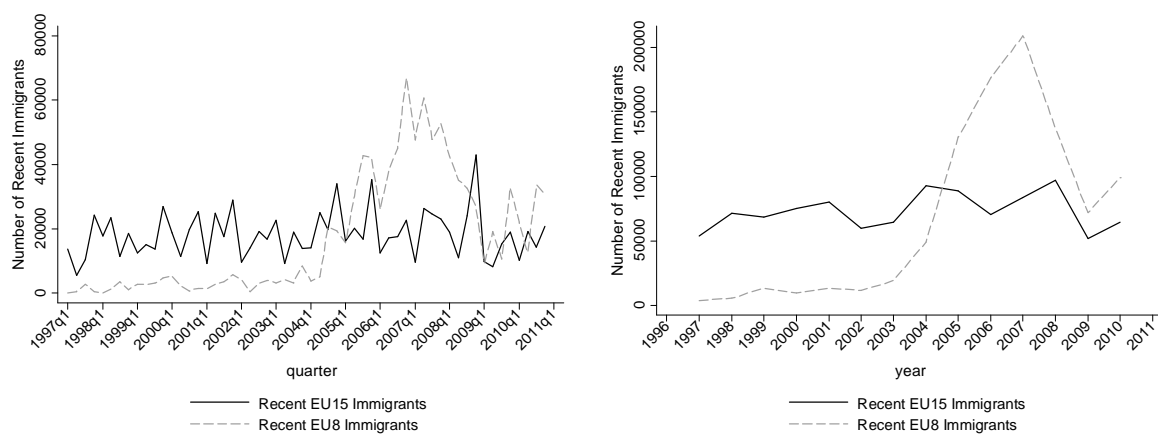 Number of Recent Immigrants
80000
60000
40000
20000
0
1997q1
1998q1
1999q1
2000q1
2001q1
2002q1
2003q1
2004q1
2005q1
2006q1
2007q1
2008q1
2009q1
2010q1
2011q1
quarter
Recent EU15 Immigrants
Recent EU8 Immigrants
Number of Recent Immigrants
200000
150000
100000
50000
0
1996
1997
1998
1999
2000
2001
2002
2003
2004
2005
2006
2007
2008
2009
2010
2011
year
Recent EU15 Immigrants
Recent EU8 Immigrants